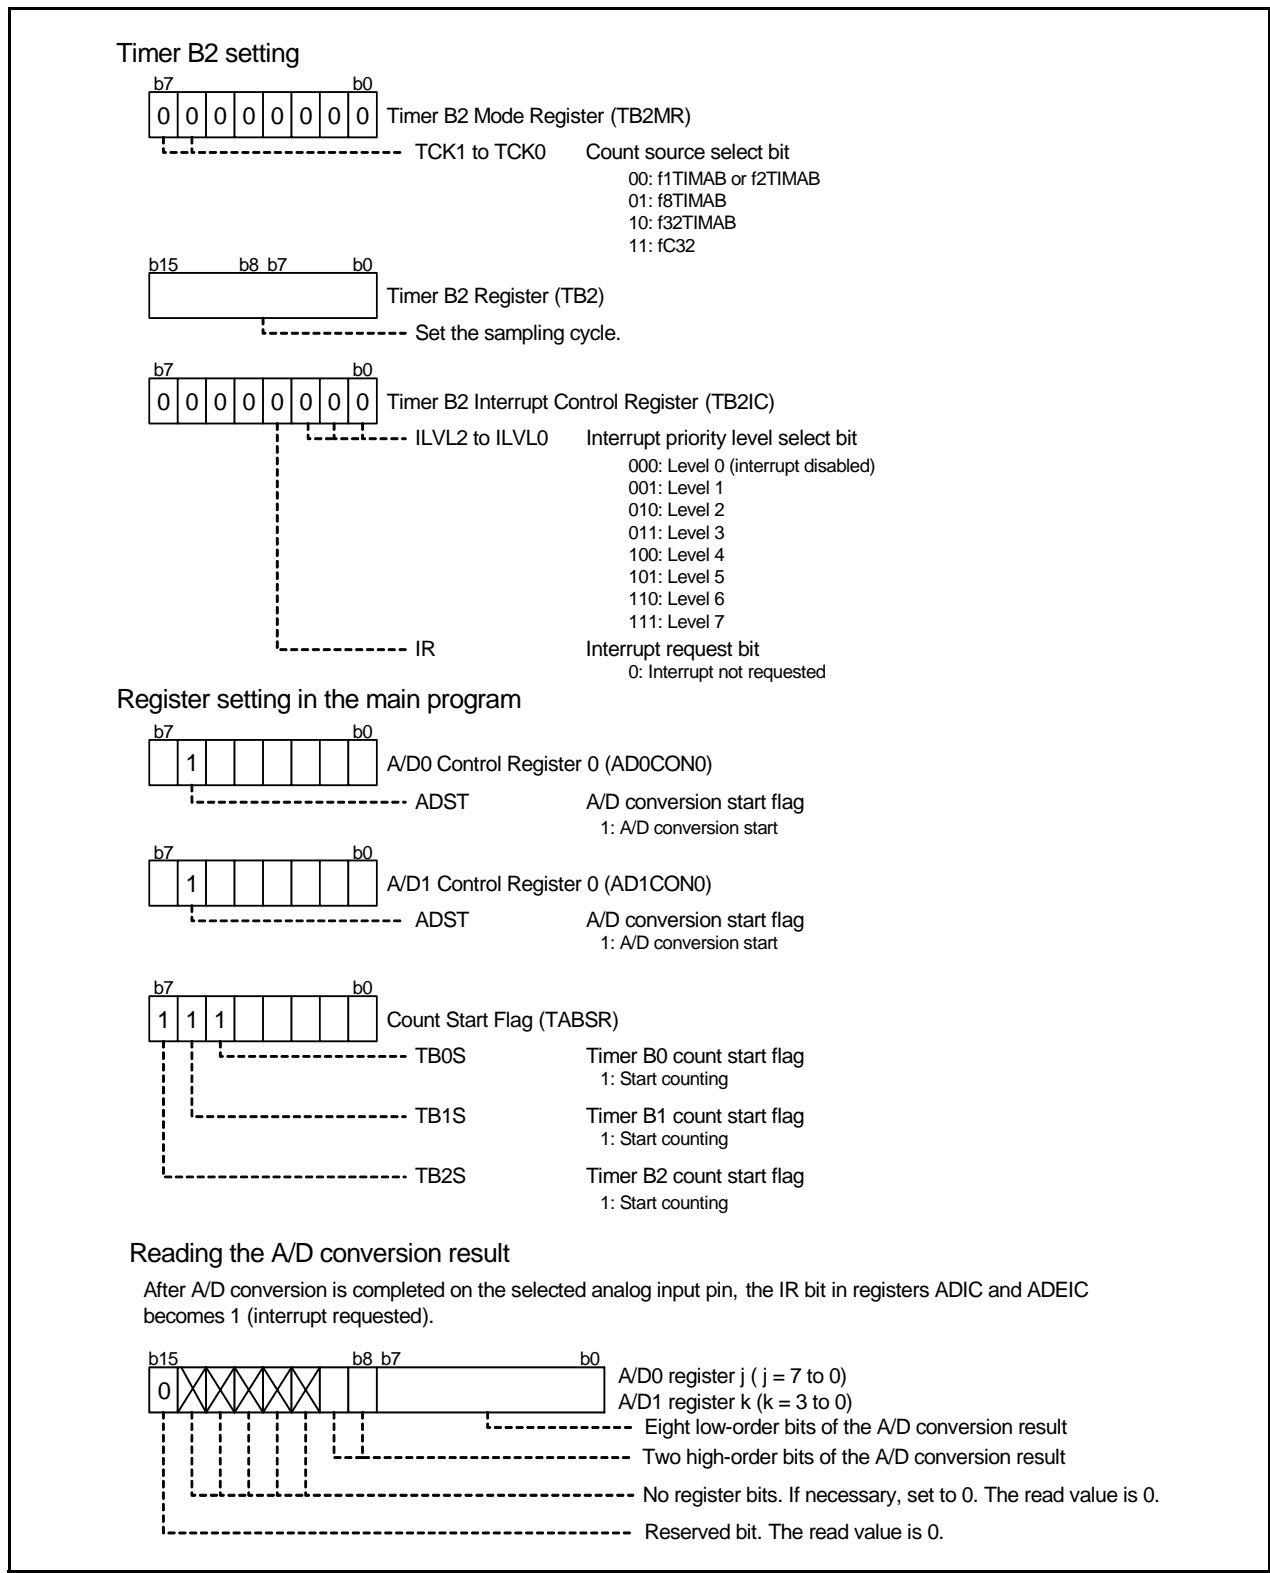 Timer B2 setting
b7 b0
0 0 0 0 0 0 0 0 Timer B2 Mode Register (TB2MR)
TCK1 to TCK0 Count source select bit
00: f1TIMAB or f2TIMAB
01: f8TIMAB
10: f32TIMAB
11: fC32
b15 b8 b7 b0
Timer B2 Register (TB2)
Set the sampling cycle.
b7 b0
0 0 0 0 0 0 0 0 Timer B2 Interrupt Control Register (TB2IC)
ILVL2 to ILVL0 Interrupt priority level select bit
000: Level 0 (interrupt disabled)
001: Level 1
010: Level 2
011: Level 3
100: Level 4
101: Level 5
110: Level 6
111: Level 7
IR Interrupt request bit
0: Interrupt not requested
Register setting in the main program
b7 b0
1 A/D0 Control Register 0 (AD0CON0)
ADST A/D conversion start flag
1: A/D conversion start
b7 b0
1 A/D1 Control Register 0 (AD1CON0)
ADST A/D conversion start flag
1: A/D conversion start
b7 b0
1 1 1 Count Start Flag (TABSR)
TB0S Timer B0 count start flag
1: Start counting
TB1S Timer B1 count start flag
1: Start counting
TB2S Timer B2 count start flag
1: Start counting
Reading the A/D conversion result
After A/D conversion is completed on the selected analog input pin, the IR bit in registers ADIC and ADEIC
becomes 1 (interrupt requested).
b15 b8 b7 b0
0 A/D0 register j ( j = 7 to 0)
A/D1 register k (k = 3 to 0)
Eight low-order bits of the A/D conversion result
Two high-order bits of the A/D conversion result
No register bits. If necessary, set to 0. The read value is 0.
Reserved bit. The read value is 0.